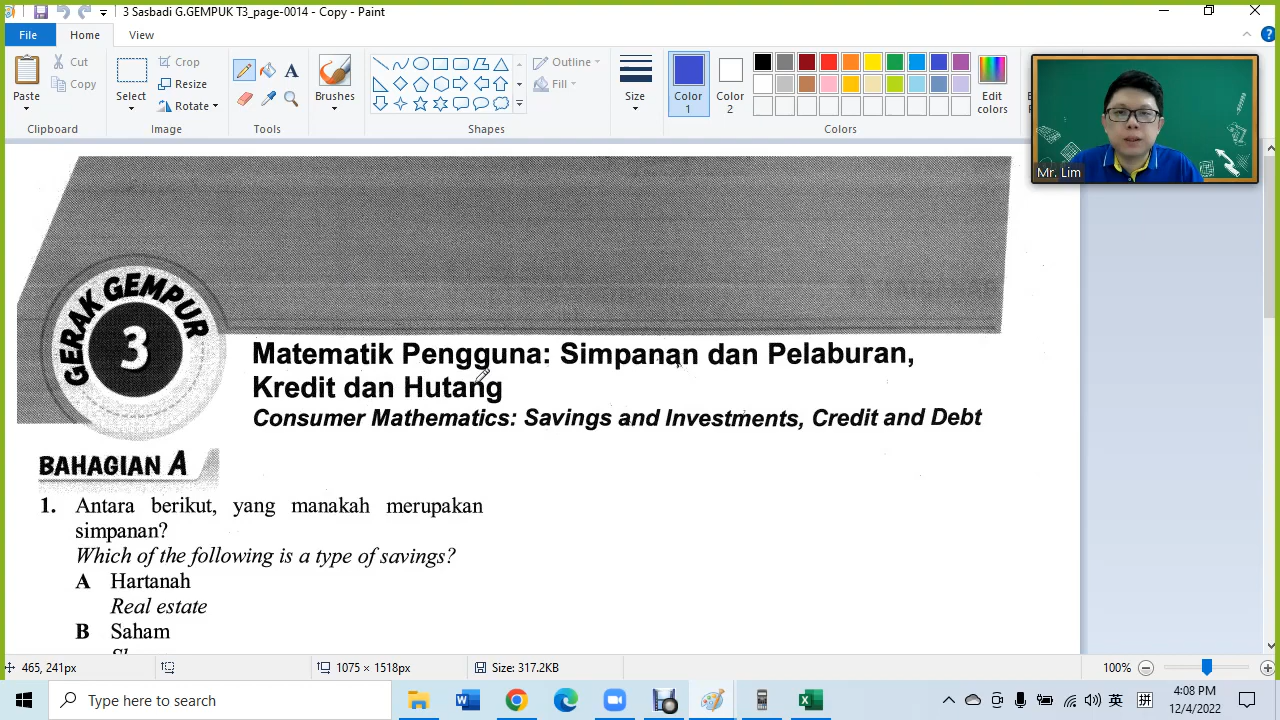 3 Sasbadi G.GEMPUK T3_page-0014 - Copy - Paint
File Home View
Paste
Cut
Copy
Clipboard
Select
Crop
Resize
Rotate
Image
A
Tools
Brushes
Shapes
Outline
Fill
Size
Color 1
Color 2
Colors
Edit colors
Mr. Lim
GERAK GEMPUR
3
Matematik Pengguna: Simpanan dan Pelaburan,
Kredit dan Hutang
Consumer Mathematics: Savings and Investments, Credit and Debt
BAHAGIAN A
1. Antara berikut, yang manakah merupakan
simpanan?
Which of the following is a type of savings?
A Hartanah
Real estate
B Saham
465, 241px
1075 × 1518px
Size: 317.2KB
100%
Type here to search
英
拼
4:08 PM
12/4/2022